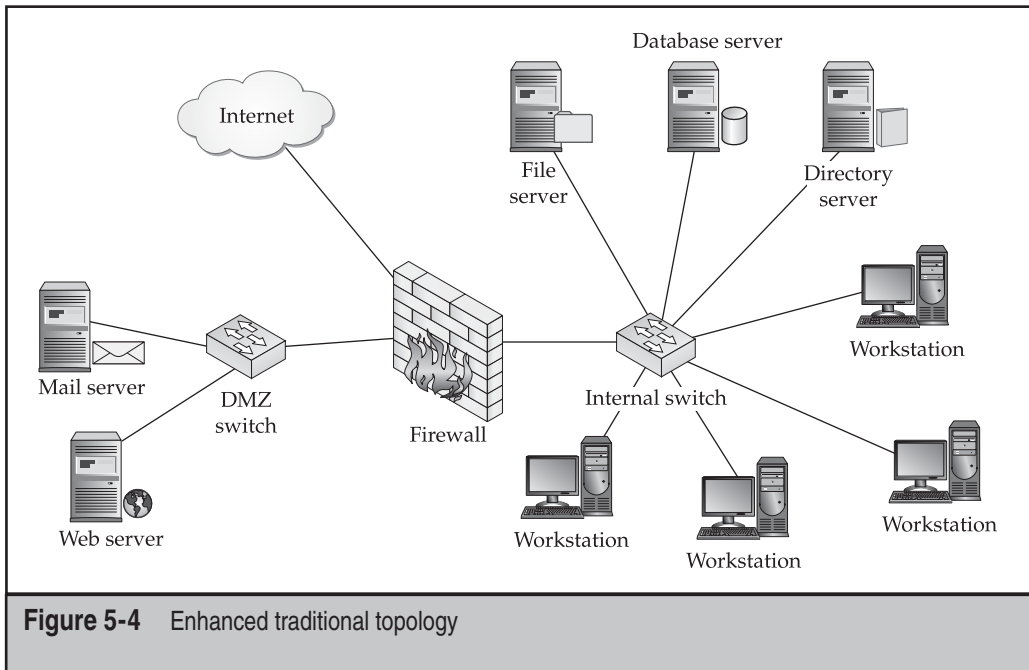 Database server
Internet
File
server
Directory
server
Mail server
DMZ
switch
Firewall
Internal switch
Workstation
Web server
Workstation
Workstation
Workstation
Figure 5-4 Enhanced traditional topology